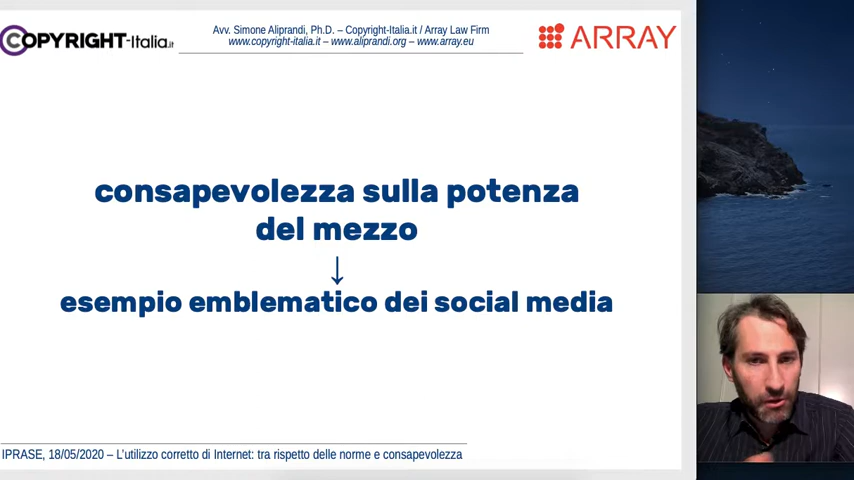 COPYRIGHT-Italia.it
Avv. Simone Aliprandi, Ph.D. – Copyright-Italia.it / Array Law Firm
www.copyright-italia.it – www.aliprandi.org – www.array.eu
ARRAY
consapevolezza sulla potenza
del mezzo
↓
esempio emblematico dei social media
IPRASE, 18/05/2020 – L'utilizzo corretto di Internet: tra rispetto delle norme e consapevolezza